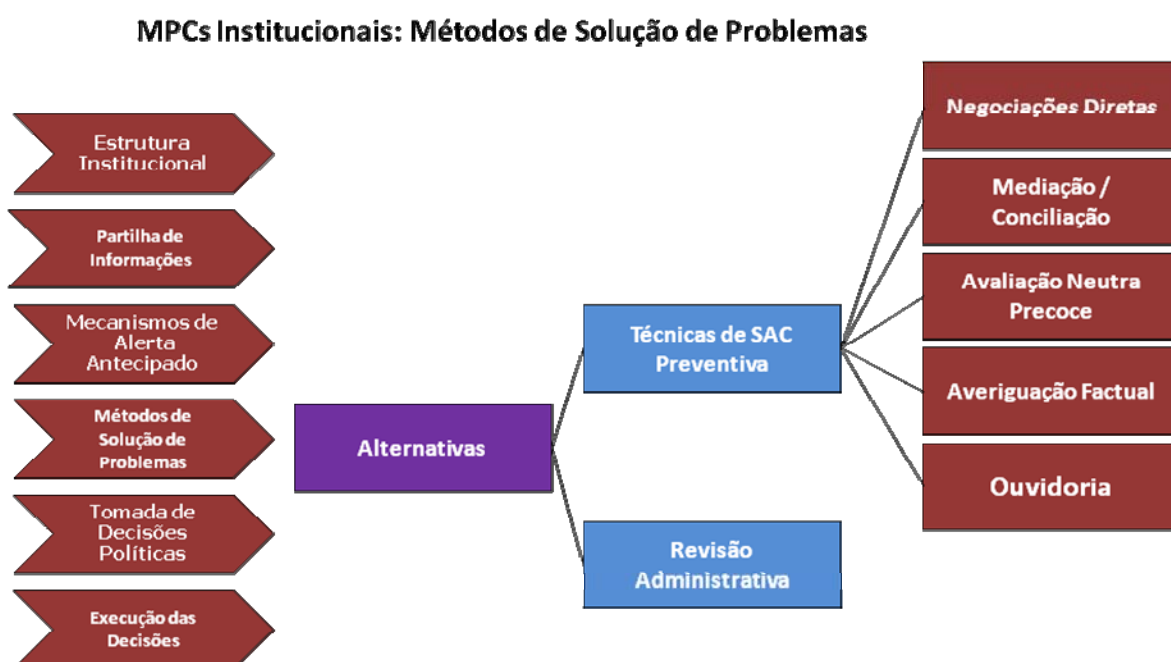 MPCs Institucionais: Métodos de Solução de Problemas
Estrutura
Institucional
Partilha de
Informações
Mecanismos de
Alerta
Antecipado
Métodos de
Solução de
Problemas
Tomada de
Decisões
Políticas
Execução das
Decisões
Alternativas
Técnicas de SAC
Preventiva
Revisão
Administrativa
Negociações Diretas
Mediação /
Conciliação
Avaliação Neutra
Precoce
Averiguação Factual
Ouvidoria